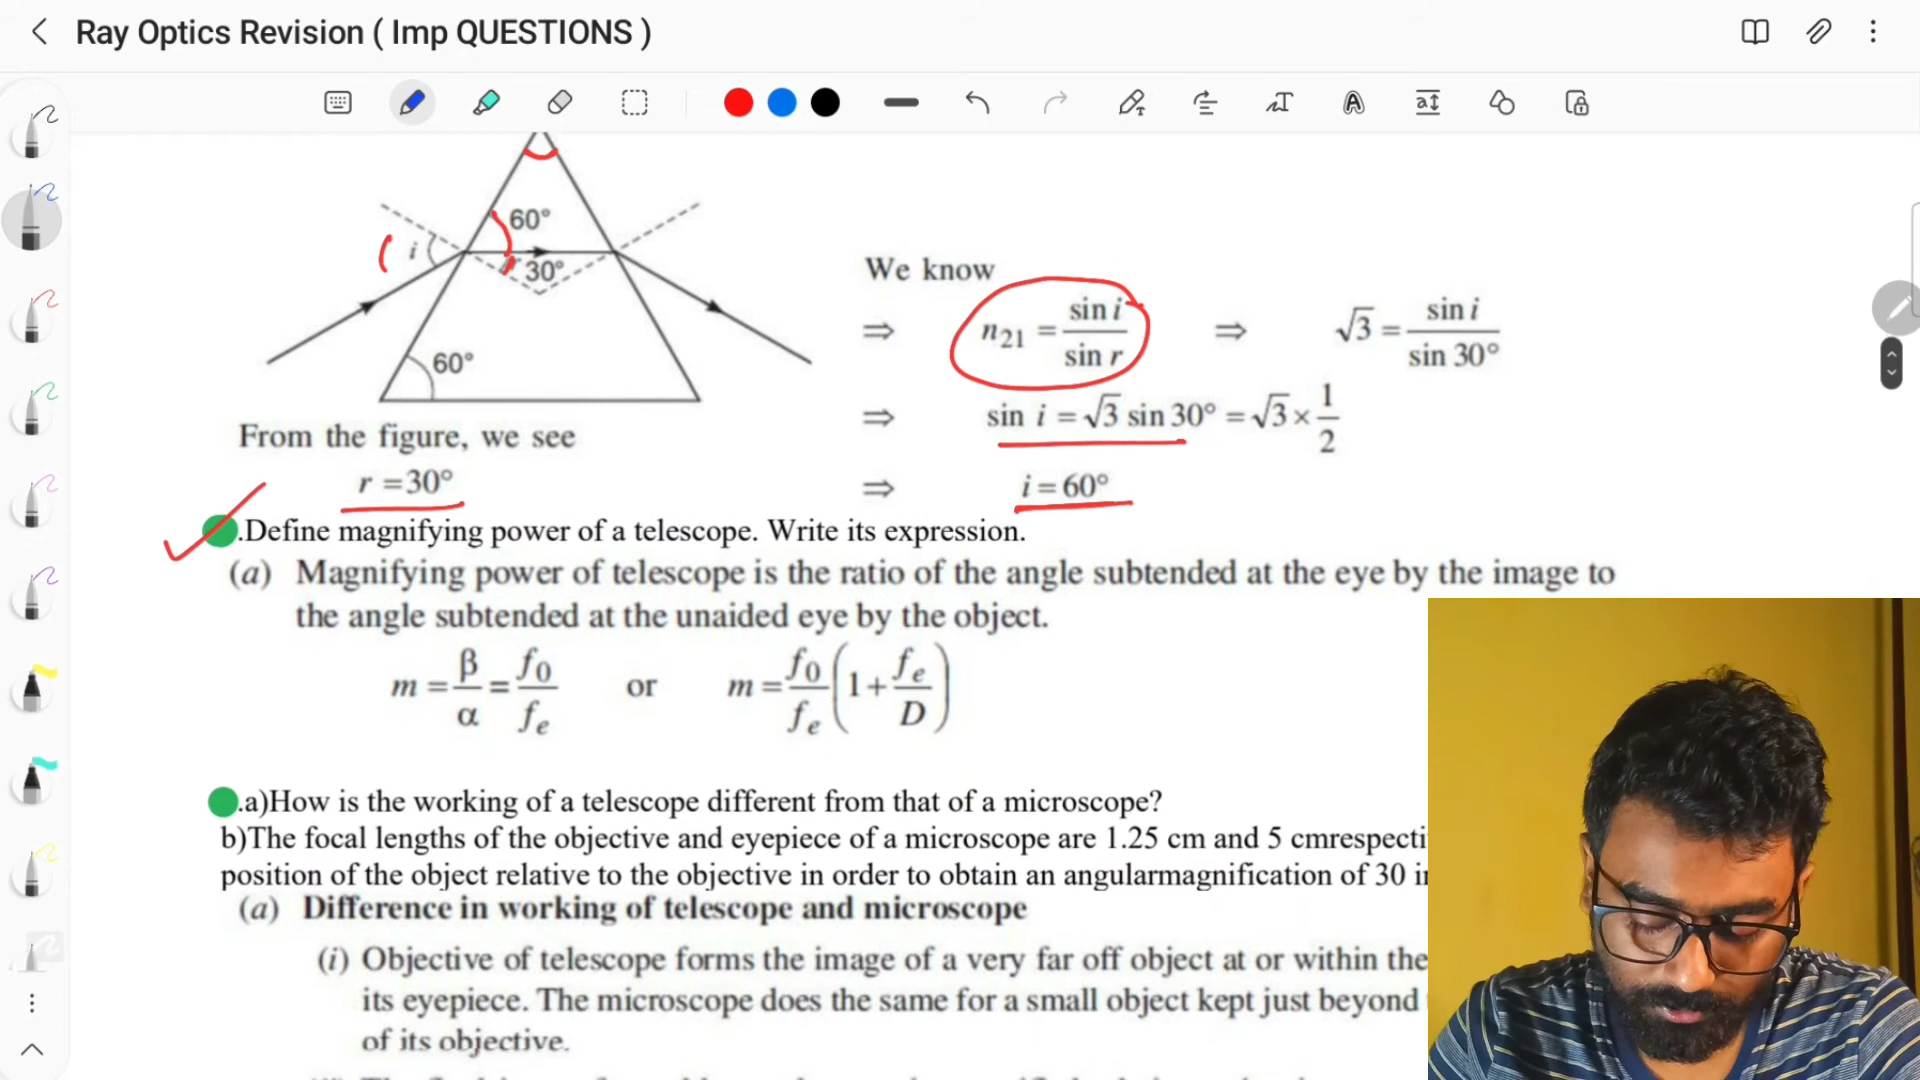 Ray Optics Revision ( Imp QUESTIONS )
60°
i
30°
60°
We know
⇒ n21 = sin i / sin r ⇒ √3 = sin i / sin 30°
⇒ sin i = √3 sin 30° = √3 × 1/2
From the figure, we see
r = 30°
⇒ i = 60°
.Define magnifying power of a telescope. Write its expression.
(a) Magnifying power of telescope is the ratio of the angle subtended at the eye by the image to
the angle subtended at the unaided eye by the object.
m = β/α = f0/fe or m = f0/fe (1 + fe/D)
.a)How is the working of a telescope different from that of a microscope?
b)The focal lengths of the objective and eyepiece of a microscope are 1.25 cm and 5 cmrespecti
position of the object relative to the objective in order to obtain an angularmagnification of 30 i
(a) Difference in working of telescope and microscope
(i) Objective of telescope forms the image of a very far off object at or within the
its eyepiece. The microscope does the same for a small object kept just beyond
of its objective.